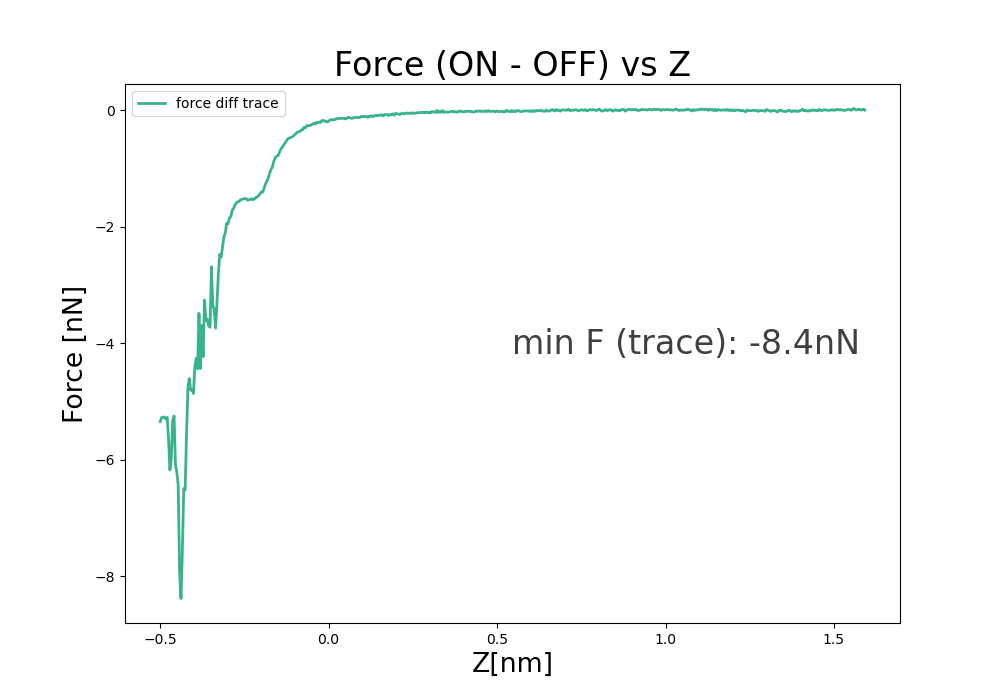 Force (ON - OFF) vs Z
force diff trace
0
−2
−4
−6
−8
Force [nN]
min F (trace): -8.4nN
−0.5
0.0
0.5
1.0
1.5
Z[nm]